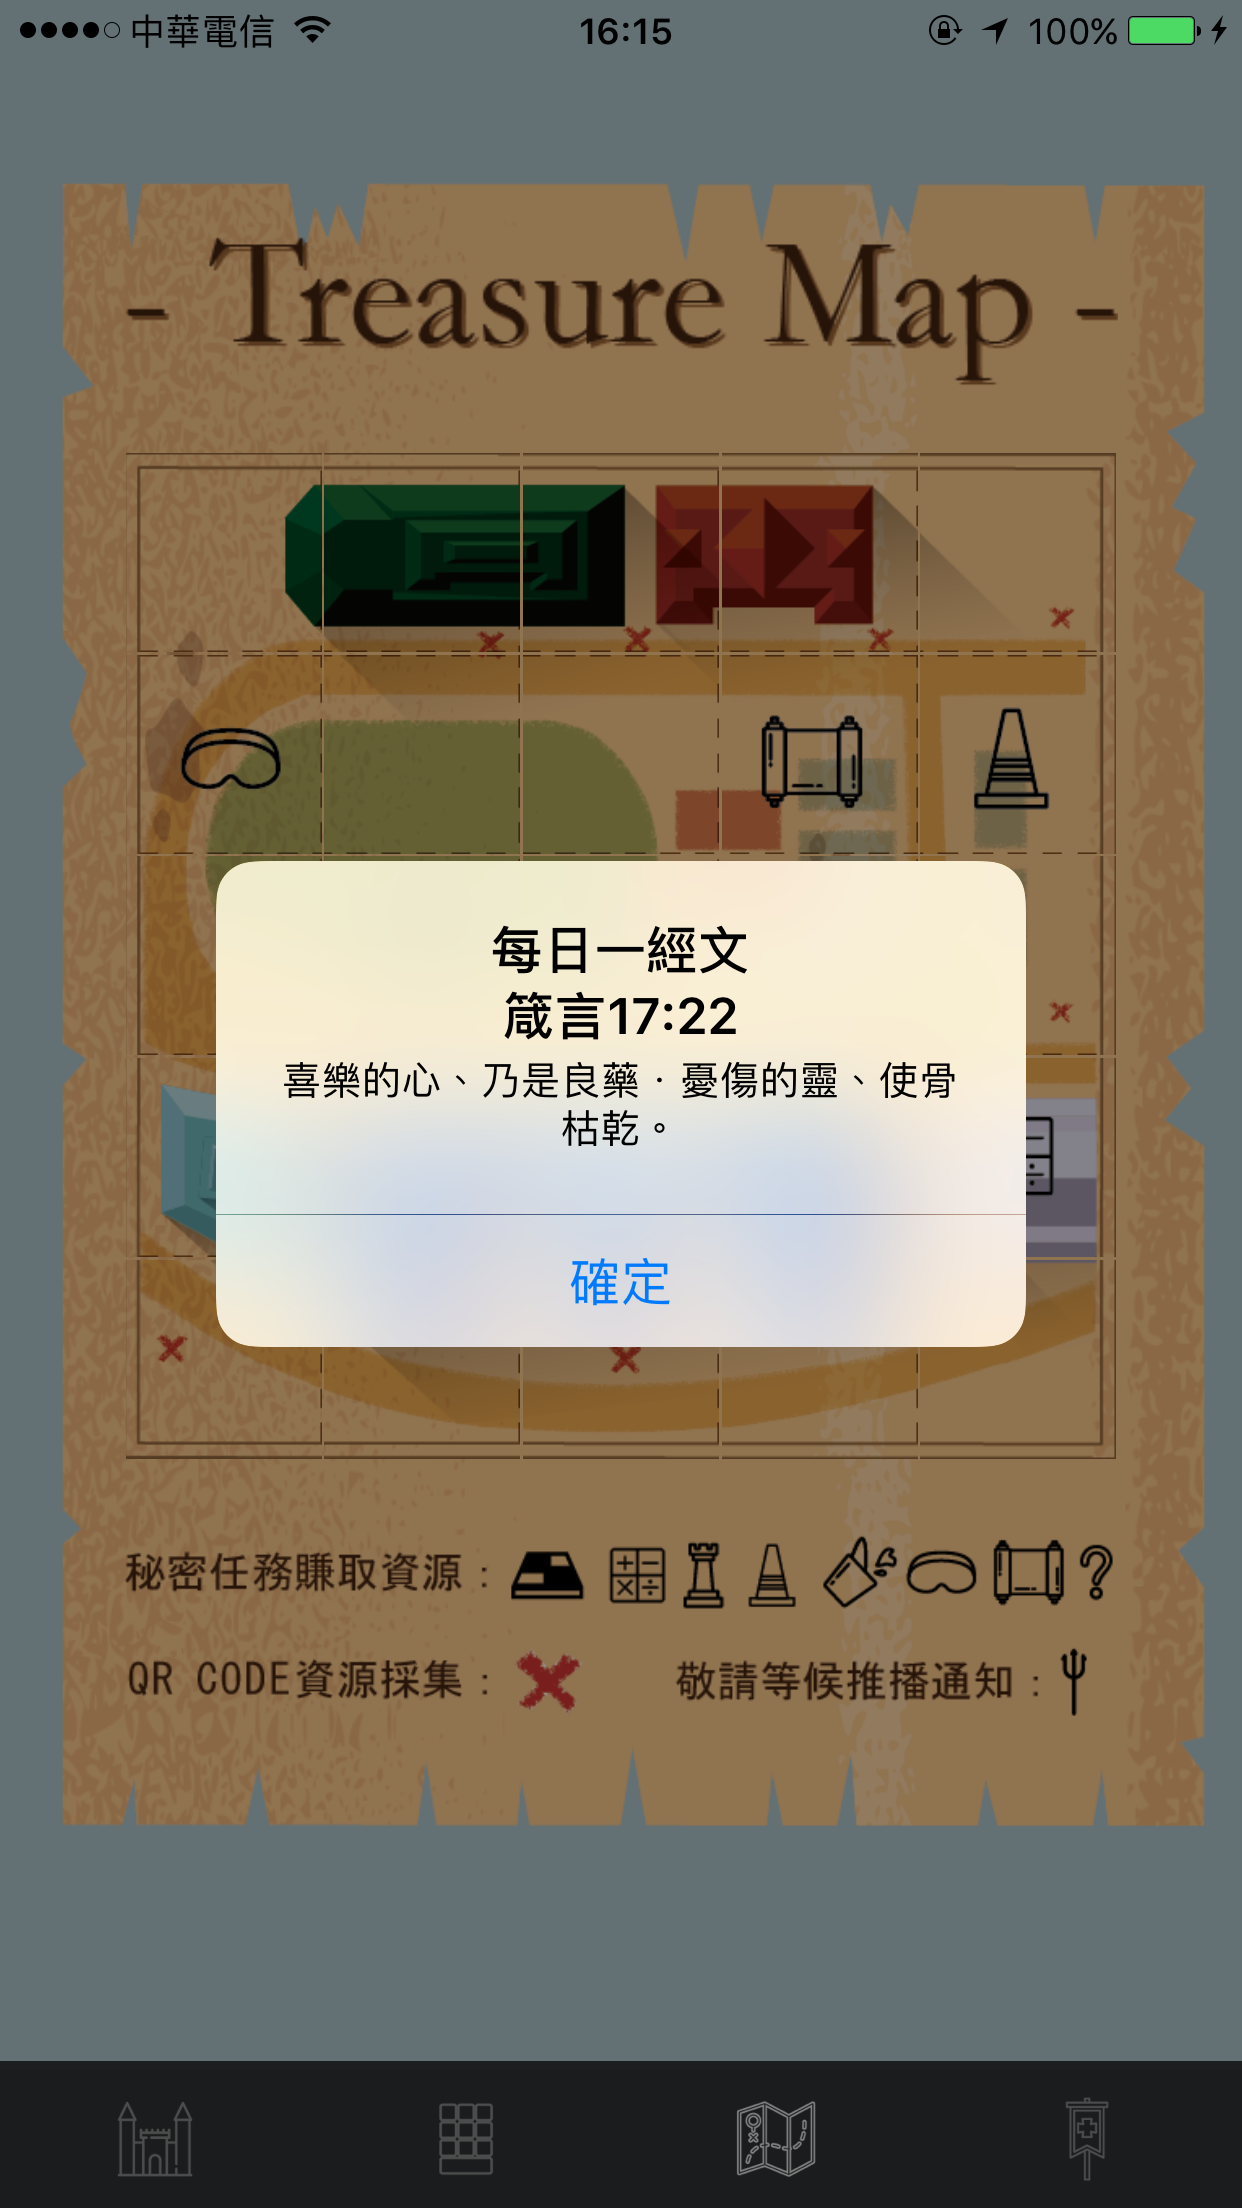 中華電信
16:15
100%
- Treasure Map -
每日一經文
箴言17:22
喜樂的心、乃是良藥．憂傷的靈、使骨
枯乾。
確定
秘密任務賺取資源：
QR CODE資源採集：
敬請等候推播通知：